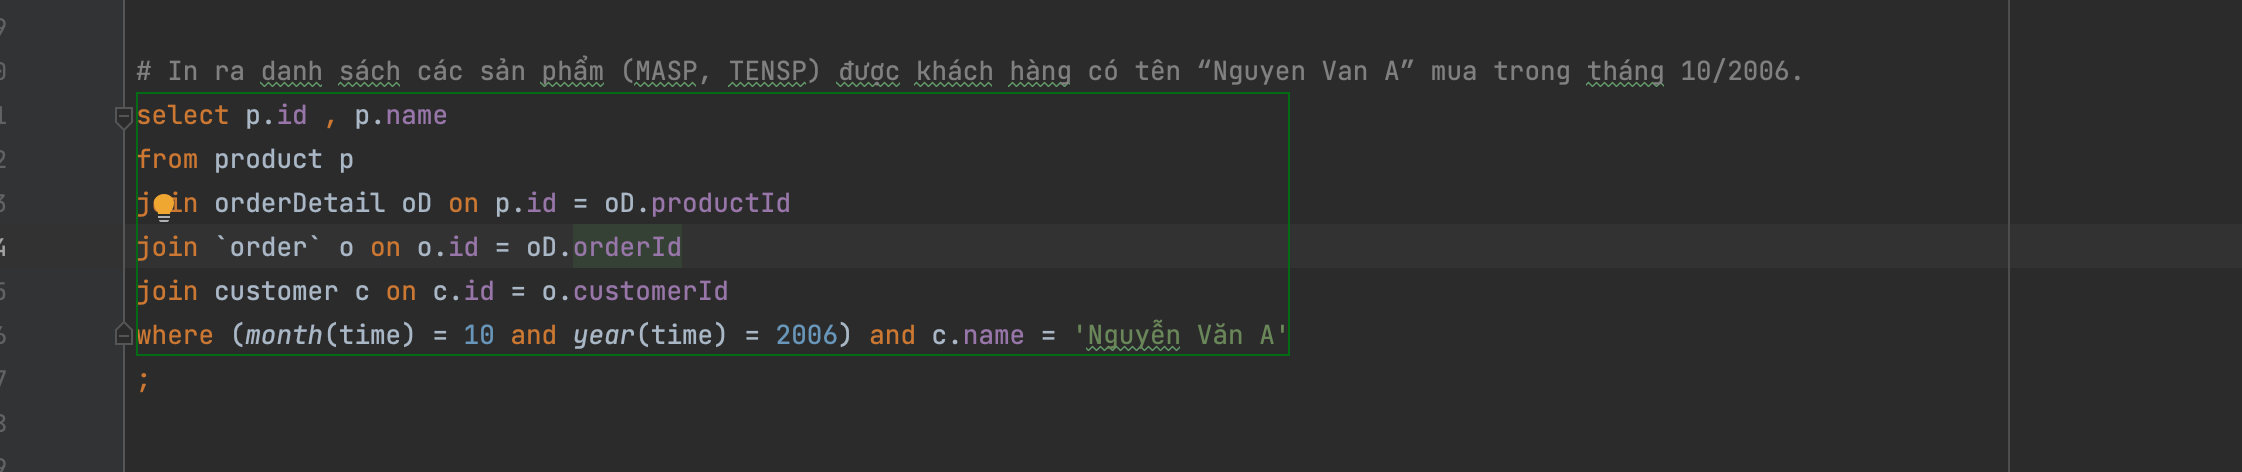 # In ra danh sách các sản phẩm (MASP, TENSP) được khách hàng có tên “Nguyen Van A” mua trong tháng 10/2006.
select p.id , p.name
from product p
join orderDetail oD on p.id = oD.productId
join `order` o on o.id = oD.orderId
join customer c on c.id = o.customerId
where (month(time) = 10 and year(time) = 2006) and c.name = 'Nguyễn Văn A'
;